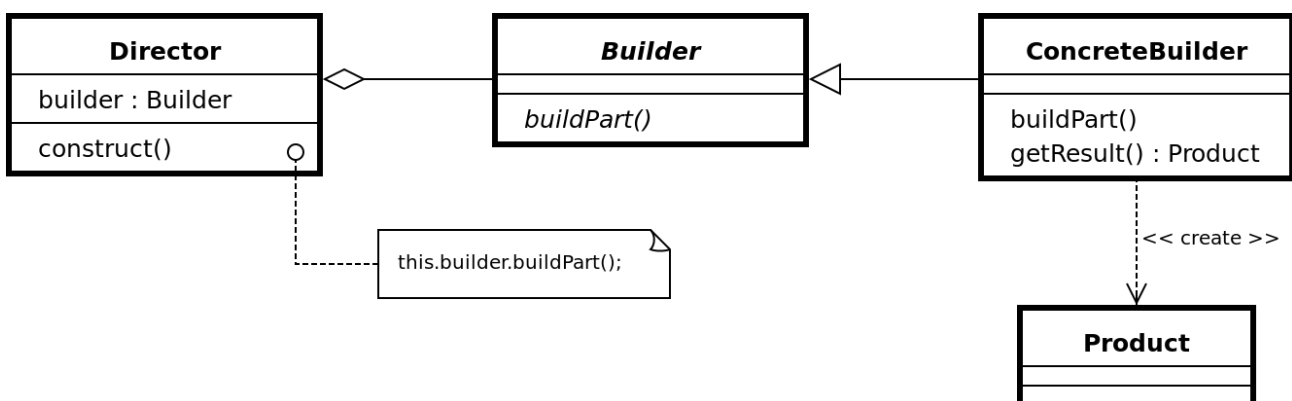 Director
builder : Builder
construct()
Builder
buildPart()
ConcreteBuilder
buildPart()
getResult() : Product
this.builder.buildPart();
<< create >>
Product